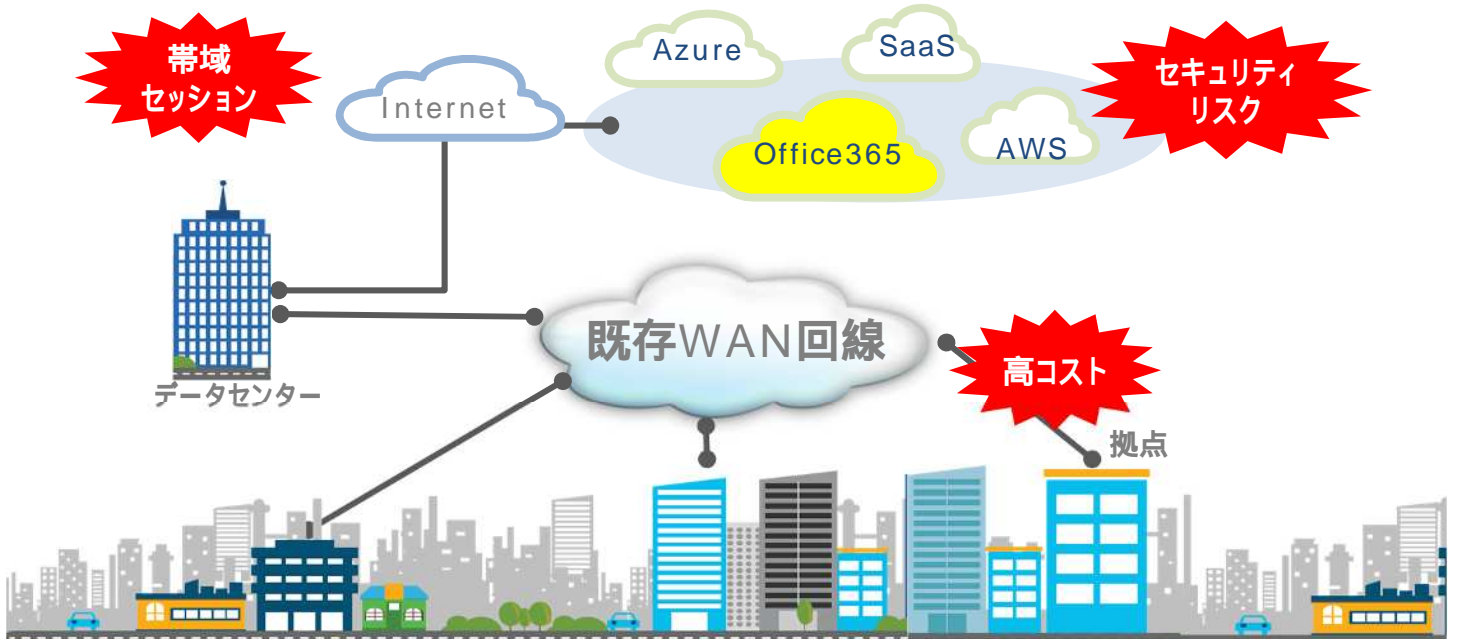 帯域
セッション
Internet
Azure
SaaS
Office365
AWS
セキュリティ
リスク
データセンター
既存WAN回線
高コスト
拠点